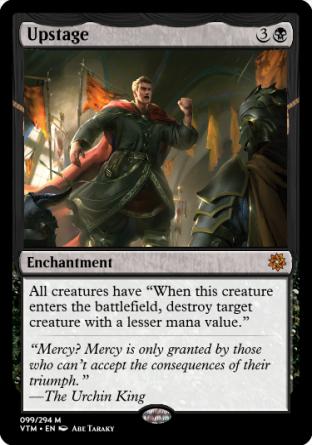 Upstage 3
Enchantment
All creatures have “When this creature
enters the battlefield, destroy target
creature with a lesser mana value.”
“Mercy? Mercy is only granted by those
who can’t accept the consequences of their
triumph.”
—The Urchin King
099/294 M
VTM • EN Abe Taraky